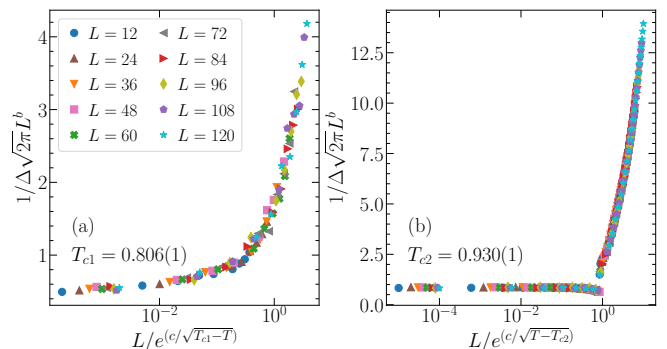 4
3
2
1
1/Δ√2πL^b
L = 12
L = 24
L = 36
L = 48
L = 60
L = 72
L = 84
L = 96
L = 108
L = 120
(a)
T_{c1} = 0.806(1)
10^{-2}
10^0
L/e^{(c/√T_{c1}−T)}
12.5
10.0
7.5
5.0
2.5
0.0
1/Δ√2πL^b
(b)
T_{c2} = 0.930(1)
10^{-4}
10^{-2}
10^0
L/e^{(c/√T−T_{c2})}